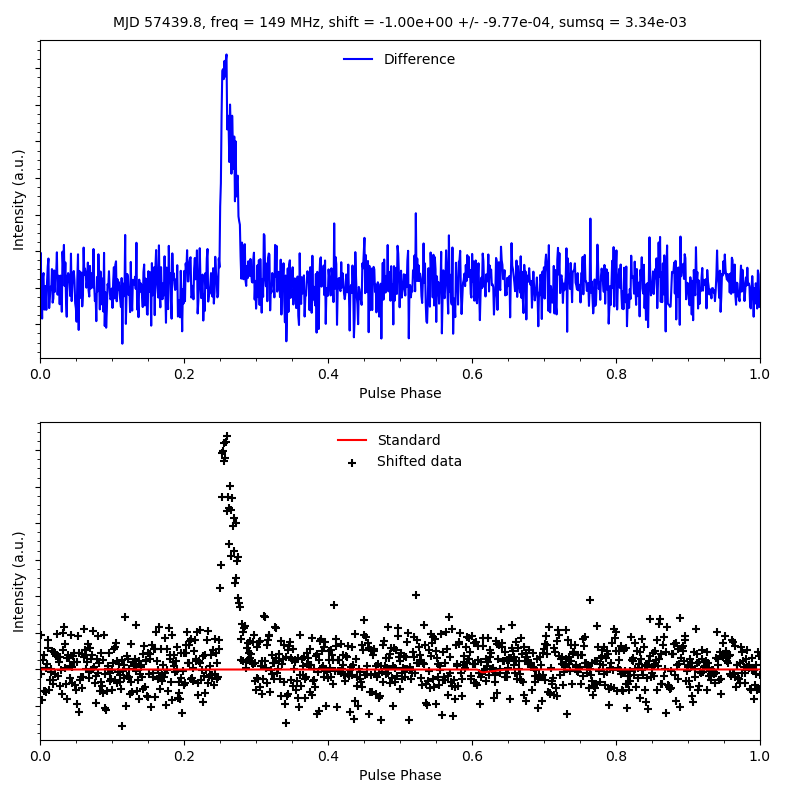 MJD 57439.8, freq = 149 MHz, shift = -1.00e+00 +/- -9.77e-04, sumsq = 3.34e-03
Difference
Intensity (a.u.)
0.0 0.2 0.4 0.6 0.8 1.0
Pulse Phase
Standard
Shifted data
Intensity (a.u.)
0.0 0.2 0.4 0.6 0.8 1.0
Pulse Phase